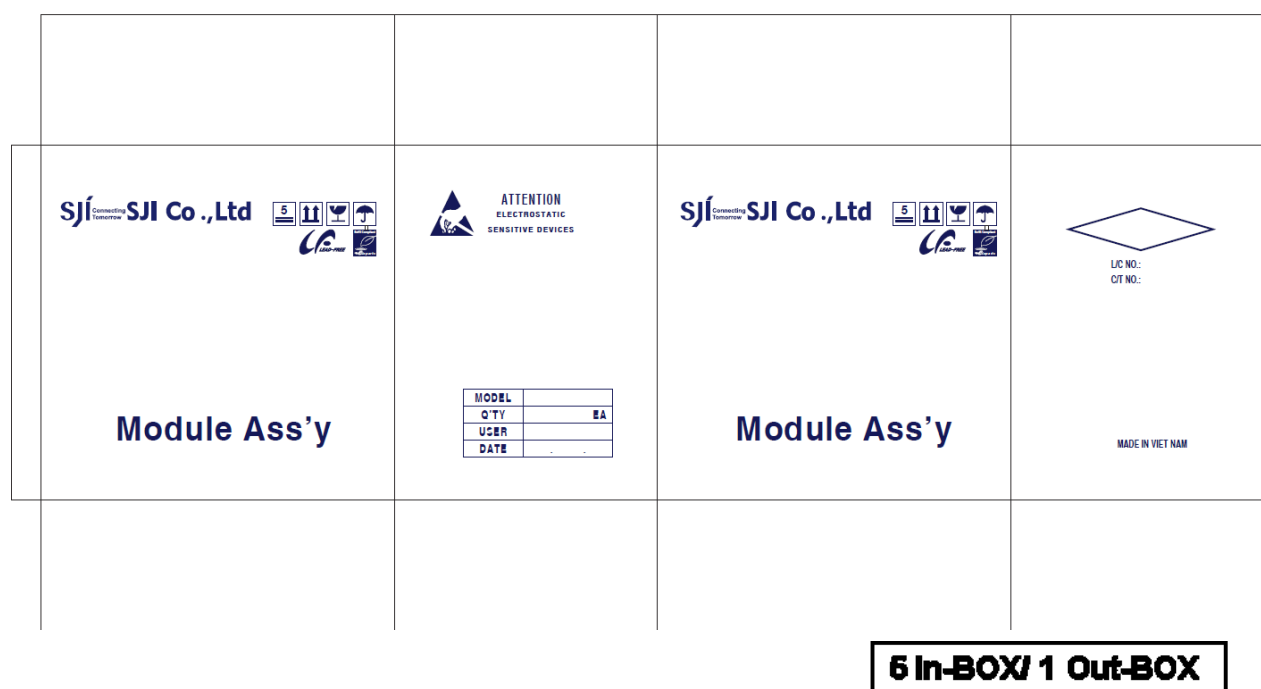 SJI Connecting Tomorrow SJI Co .,Ltd
5
LEAD-FREE
Module Ass’y
ATTENTION
ELECTROSTATIC
SENSITIVE DEVICES
MODEL
Q'TY EA
USER
DATE . .
SJI Connecting Tomorrow SJI Co .,Ltd
5
LEAD-FREE
Module Ass’y
L/C NO.:
C/T NO.:
MADE IN VIET NAM
6 In-BOX/ 1 Out-BOX